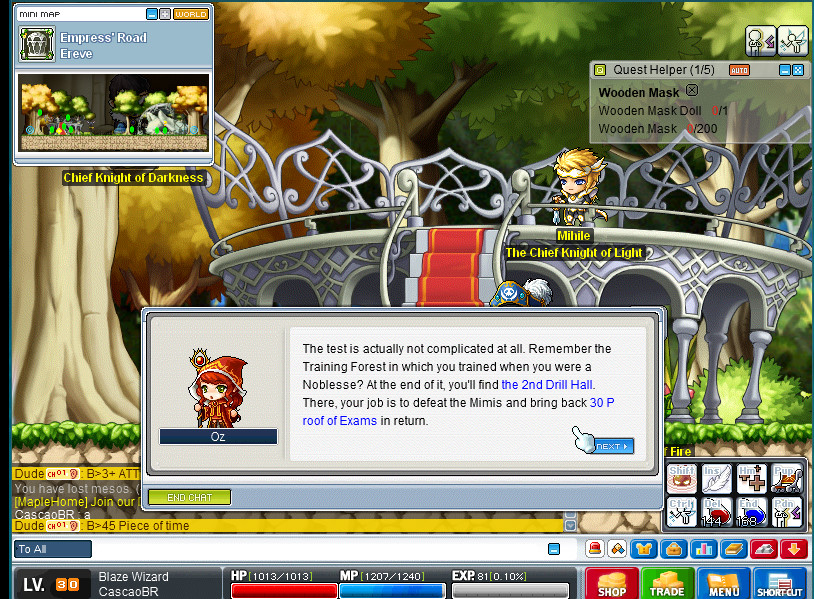 MINI MAP
WORLD
Empress' Road
Ereve
Quest Helper (1/5)
AUTO
Wooden Mask
Wooden Mask Doll /1
Wooden Mask /200
Chief Knight of Darkness
Mihile
The Chief Knight of Light
The test is actually not complicated at all. Remember the
Training Forest in which you trained when you were a
Noblesse? At the end of it, you'll find the 2nd Drill Hall.
There, your job is to defeat the Mimis and bring back 30 P
roof of Exams in return.
Oz
NEXT
END CHAT
f Fire
Dude CH 01 : B>3+ ATT
You have lost mesos
[MapleHome] Join our
CascaoBR : a
Dude CH 01 : B>45 Piece of time
Shift Ins Hm Pup
Ctrl Del End Pdn
144 168
To All
LV. 30
Blaze Wizard
CascaoBR
HP[1013/1013] MP[1207/1240] EXP. 81[0.10%]
SHOP TRADE MENU SHORT CUT